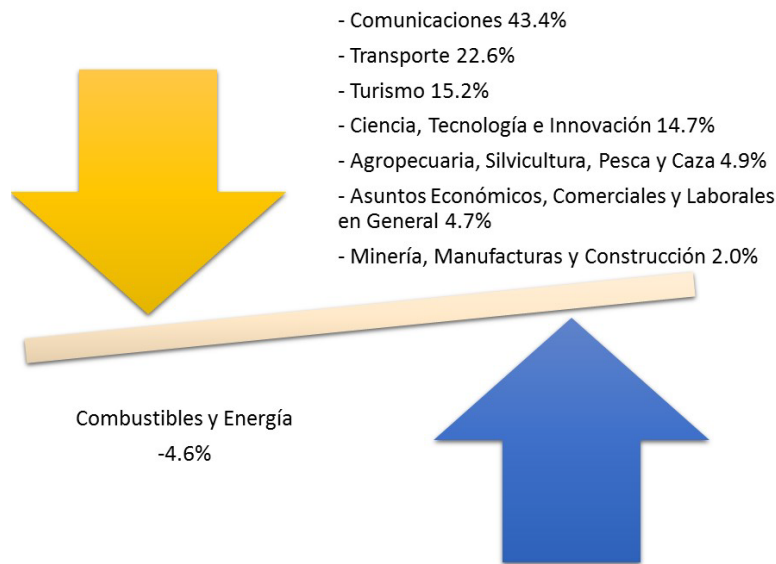 - Comunicaciones 43.4%
- Transporte 22.6%
- Turismo 15.2%
- Ciencia, Tecnología e Innovación 14.7%
- Agropecuaria, Silvicultura, Pesca y Caza 4.9%
- Asuntos Económicos, Comerciales y Laborales
en General 4.7%
- Minería, Manufacturas y Construcción 2.0%
Combustibles y Energía
-4.6%